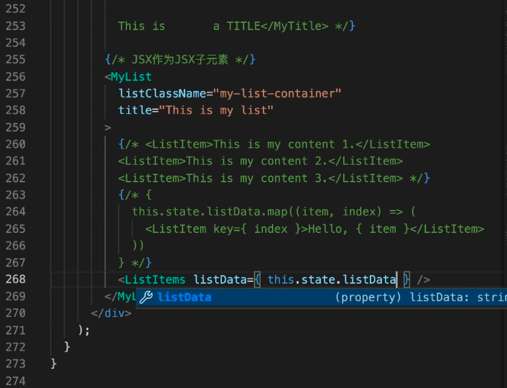 252
253 This is a TITLE</MyTitle> */}
254
255 {/* JSX作为JSX子元素 */}
256 <MyList
257 listClassName="my-list-container"
258 title="This is my list"
259 >
260 {/* <ListItem>This is my content 1.</ListItem>
261 <ListItem>This is my content 2.</ListItem>
262 <ListItem>This is my content 3.</ListItem> */}
263 {/* {
264 this.state.listData.map((item, index) => (
265 <ListItem key={ index }>Hello, { item }</ListItem>
266 ))
267 } */}
268 <ListItems listData={ this.state.listData } />
269 </MyL
listData (property) listData: strin
270 </div>
271 );
272 }
273 }
274